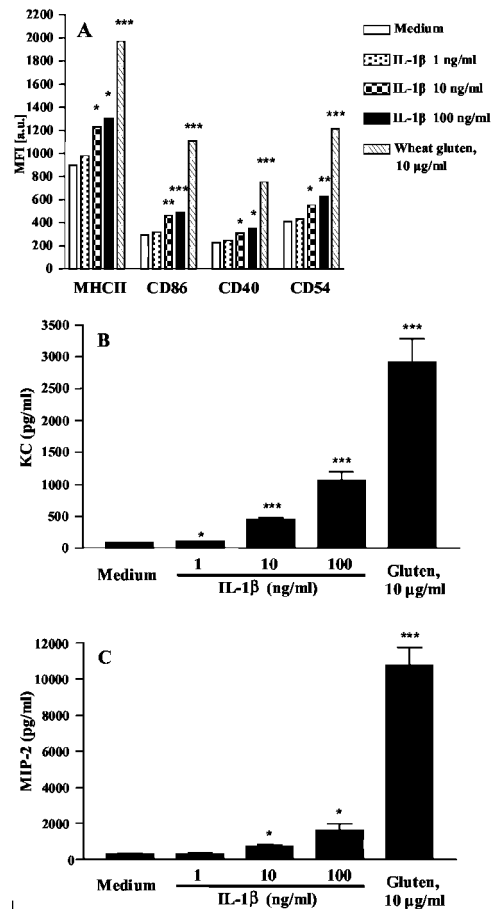 A
Medium
IL-1β 1 ng/ml
IL-1β 10 ng/ml
IL-1β 100 ng/ml
Wheat gluten,
10 µg/ml
MFI [a.u.]
2200
2000
1800
1600
1400
1200
1000
800
600
400
200
0
***
*
*
***
***
**
***
*
*
***
**
*
MHCII CD86 CD40 CD54
B
KC (pg/ml)
3500
3000
2500
2000
1500
1000
500
0
***
***
***
*
Medium
1 10 100
IL-1β (ng/ml)
Gluten,
10 µg/ml
C
MIP-2
(pg/ml)
12000
10000
8000
6000
4000
2000
0
***
*
*
Medium
1 10 100
IL-1β (ng/ml)
Gluten,
10 µg/ml